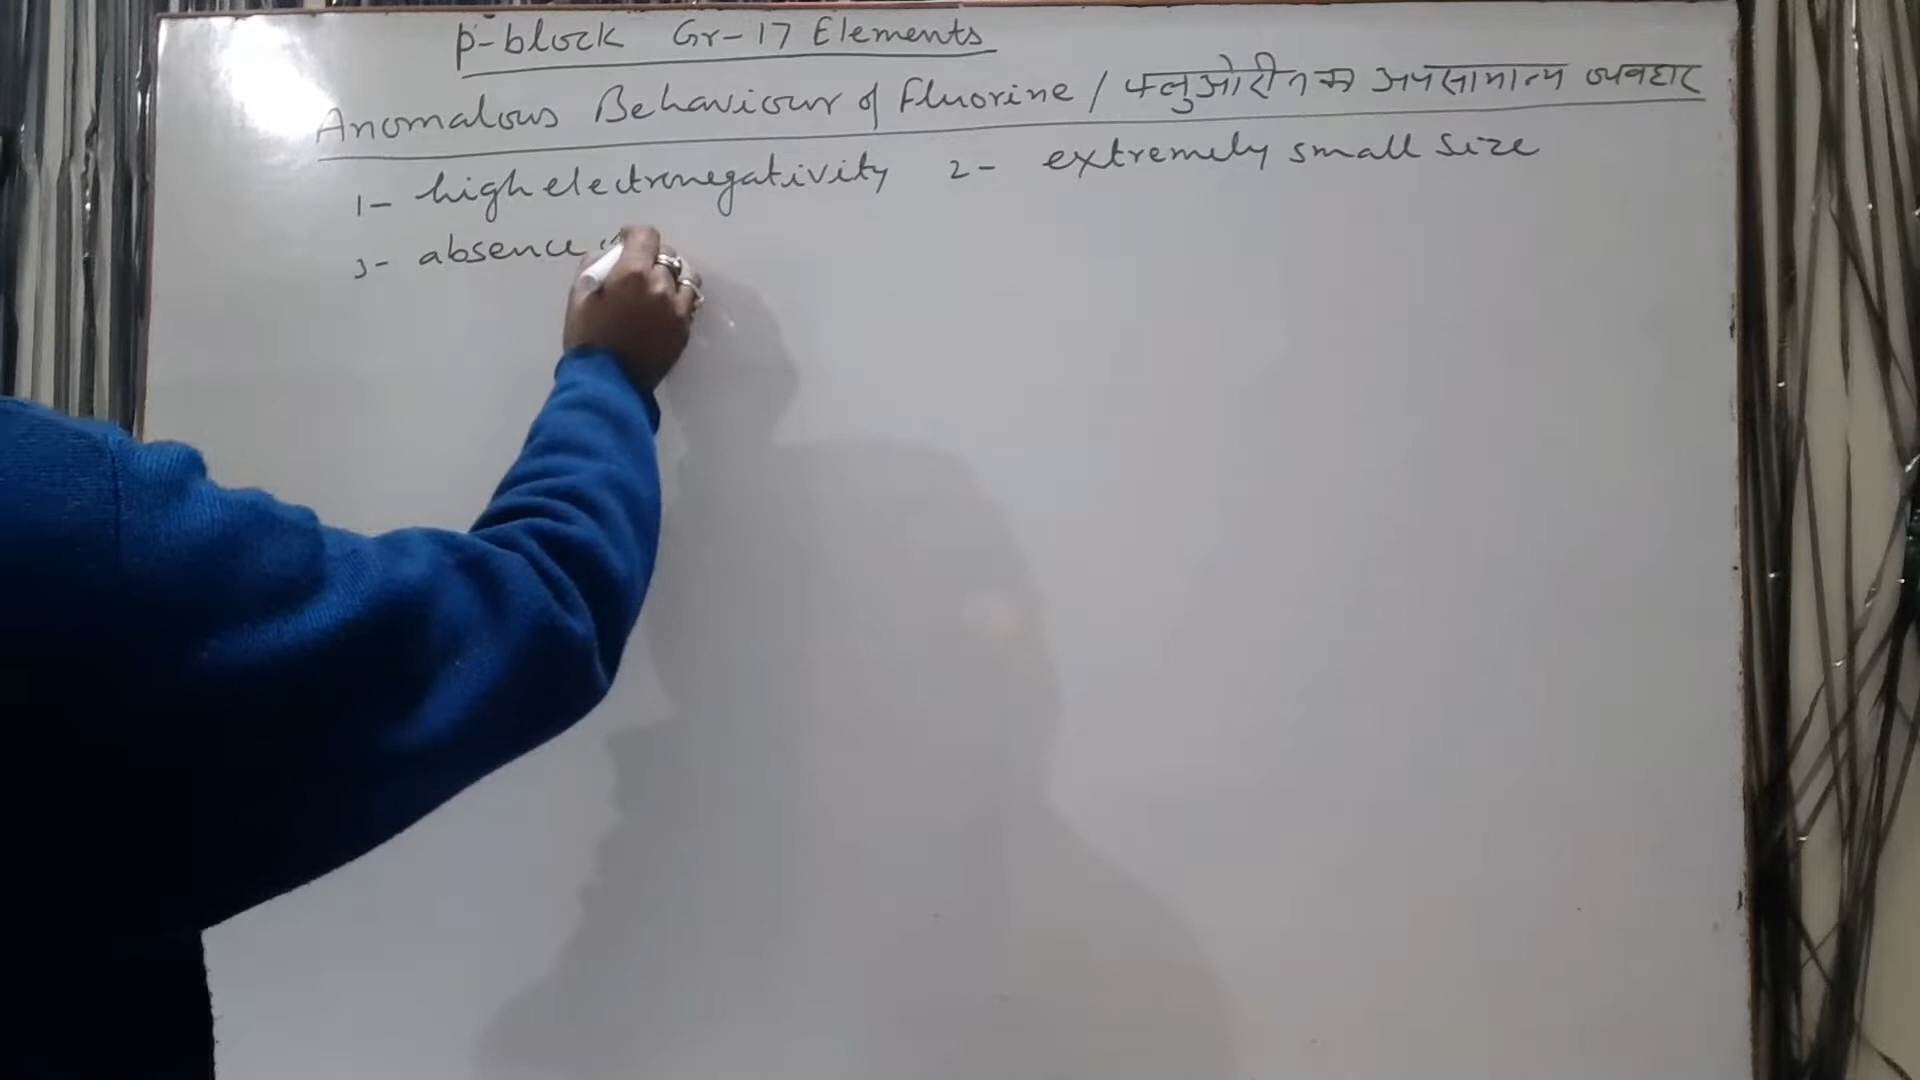 p-block Gr-17 Elements
Anomalous Behaviour of Fluorine / फ्लुओरीन का अपसामान्य व्यवहार
1- high electronegativity 2- extremely small size
3- absence